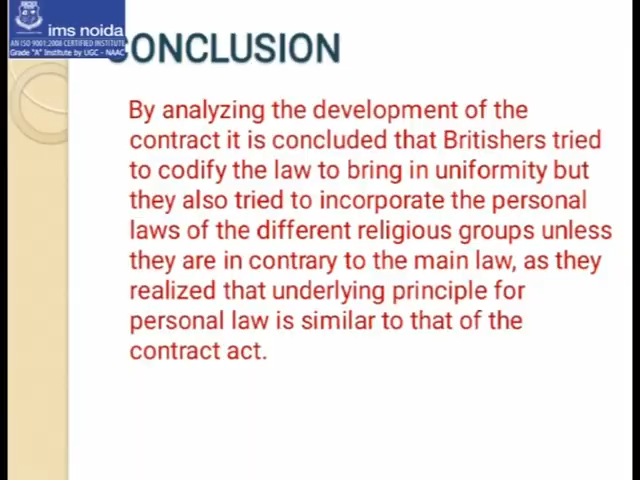 ims noida
AN ISO 9001:2008 CERTIFIED INSTITUTE
Grade "A" Institute by UGC - NAAC
CONCLUSION
By analyzing the development of the
contract it is concluded that Britishers tried
to codify the law to bring in uniformity but
they also tried to incorporate the personal
laws of the different religious groups unless
they are in contrary to the main law, as they
realized that underlying principle for
personal law is similar to that of the
contract act.